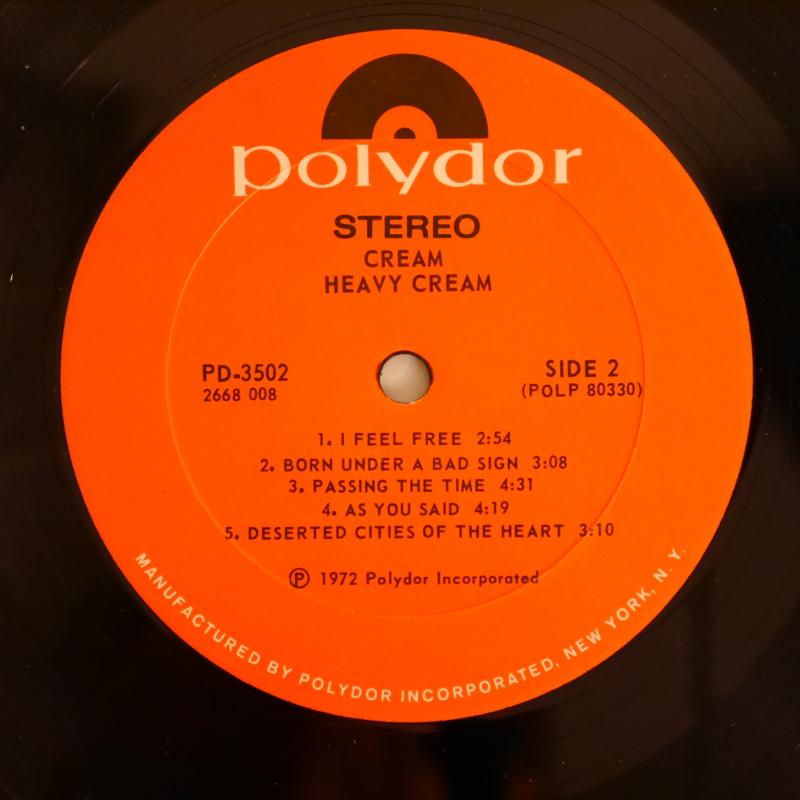 polydor
STEREO
CREAM
HEAVY CREAM
PD-3502
2668 008
SIDE 2
(POLP 80330)
1. I FEEL FREE 2:54
2. BORN UNDER A BAD SIGN 3:08
3. PASSING THE TIME 4:31
4. AS YOU SAID 4:19
5. DESERTED CITIES OF THE HEART 3:10
Ⓟ 1972 Polydor Incorporated
MANUFACTURED BY POLYDOR INCORPORATED, NEW YORK, N. Y.